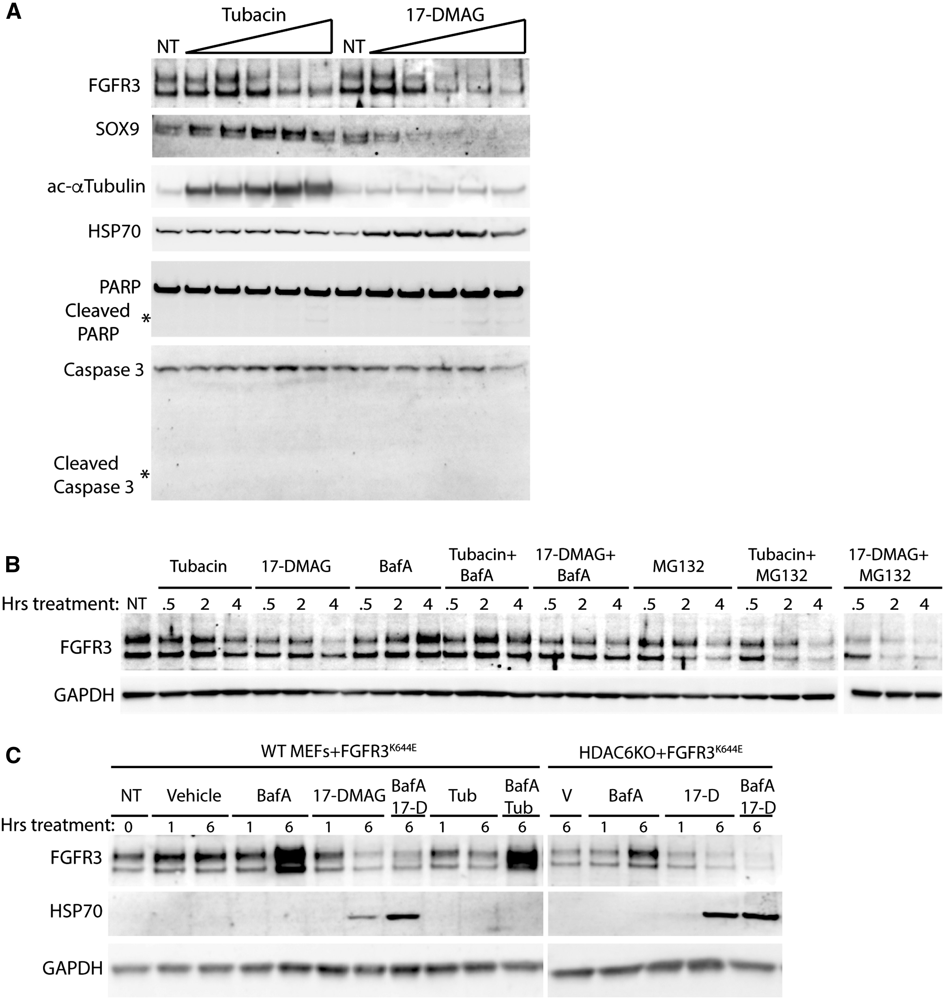 A
Tubacin 17-DMAG
NT NT
FGFR3
SOX9
ac-αTubulin
HSP70
PARP
Cleaved
PARP
*
Caspase 3
Cleaved
Caspase 3
*
B
Tubacin 17-DMAG BafA Tubacin+ BafA 17-DMAG+ BafA MG132 Tubacin+ MG132 17-DMAG+ MG132
Hrs treatment: NT .5 2 4 .5 2 4 .5 2 4 .5 2 4 .5 2 4 .5 2 4 .5 2 4 .5 2 4
FGFR3
GAPDH
C
WT MEFs+FGFR3K644E HDAC6KO+FGFR3K644E
NT Vehicle BafA 17-DMAG BafA 17-D Tub BafA Tub V BafA 17-D BafA 17-D
Hrs treatment: 0 1 6 1 6 1 6 6 1 6 6 6 1 6 1 6 6
FGFR3
HSP70
GAPDH